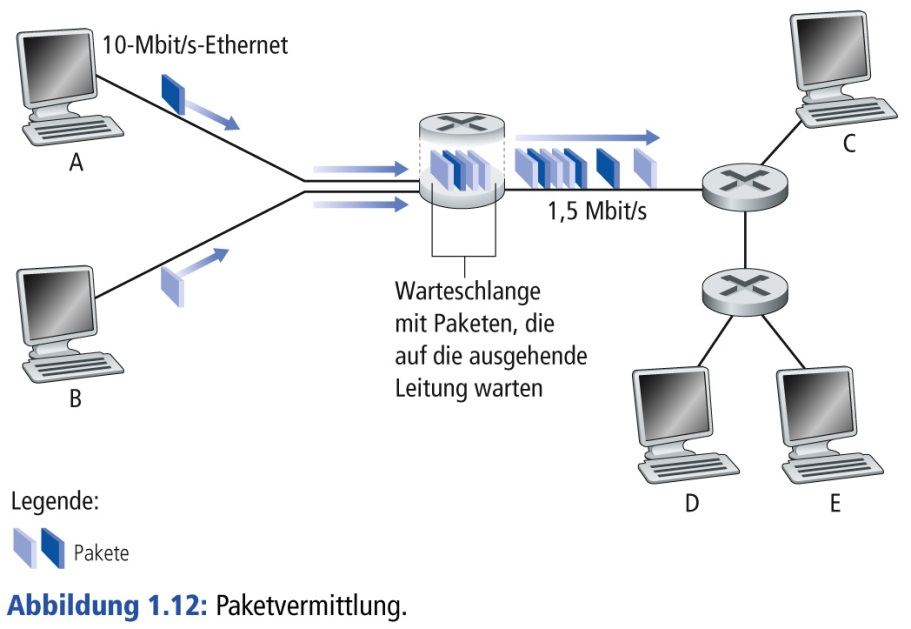 10-Mbit/s-Ethernet
A
C
1,5 Mbit/s
Warteschlange
mit Paketen, die
auf die ausgehende
Leitung warten
B
D
E
Legende:
Pakete
Abbildung 1.12: Paketvermittlung.